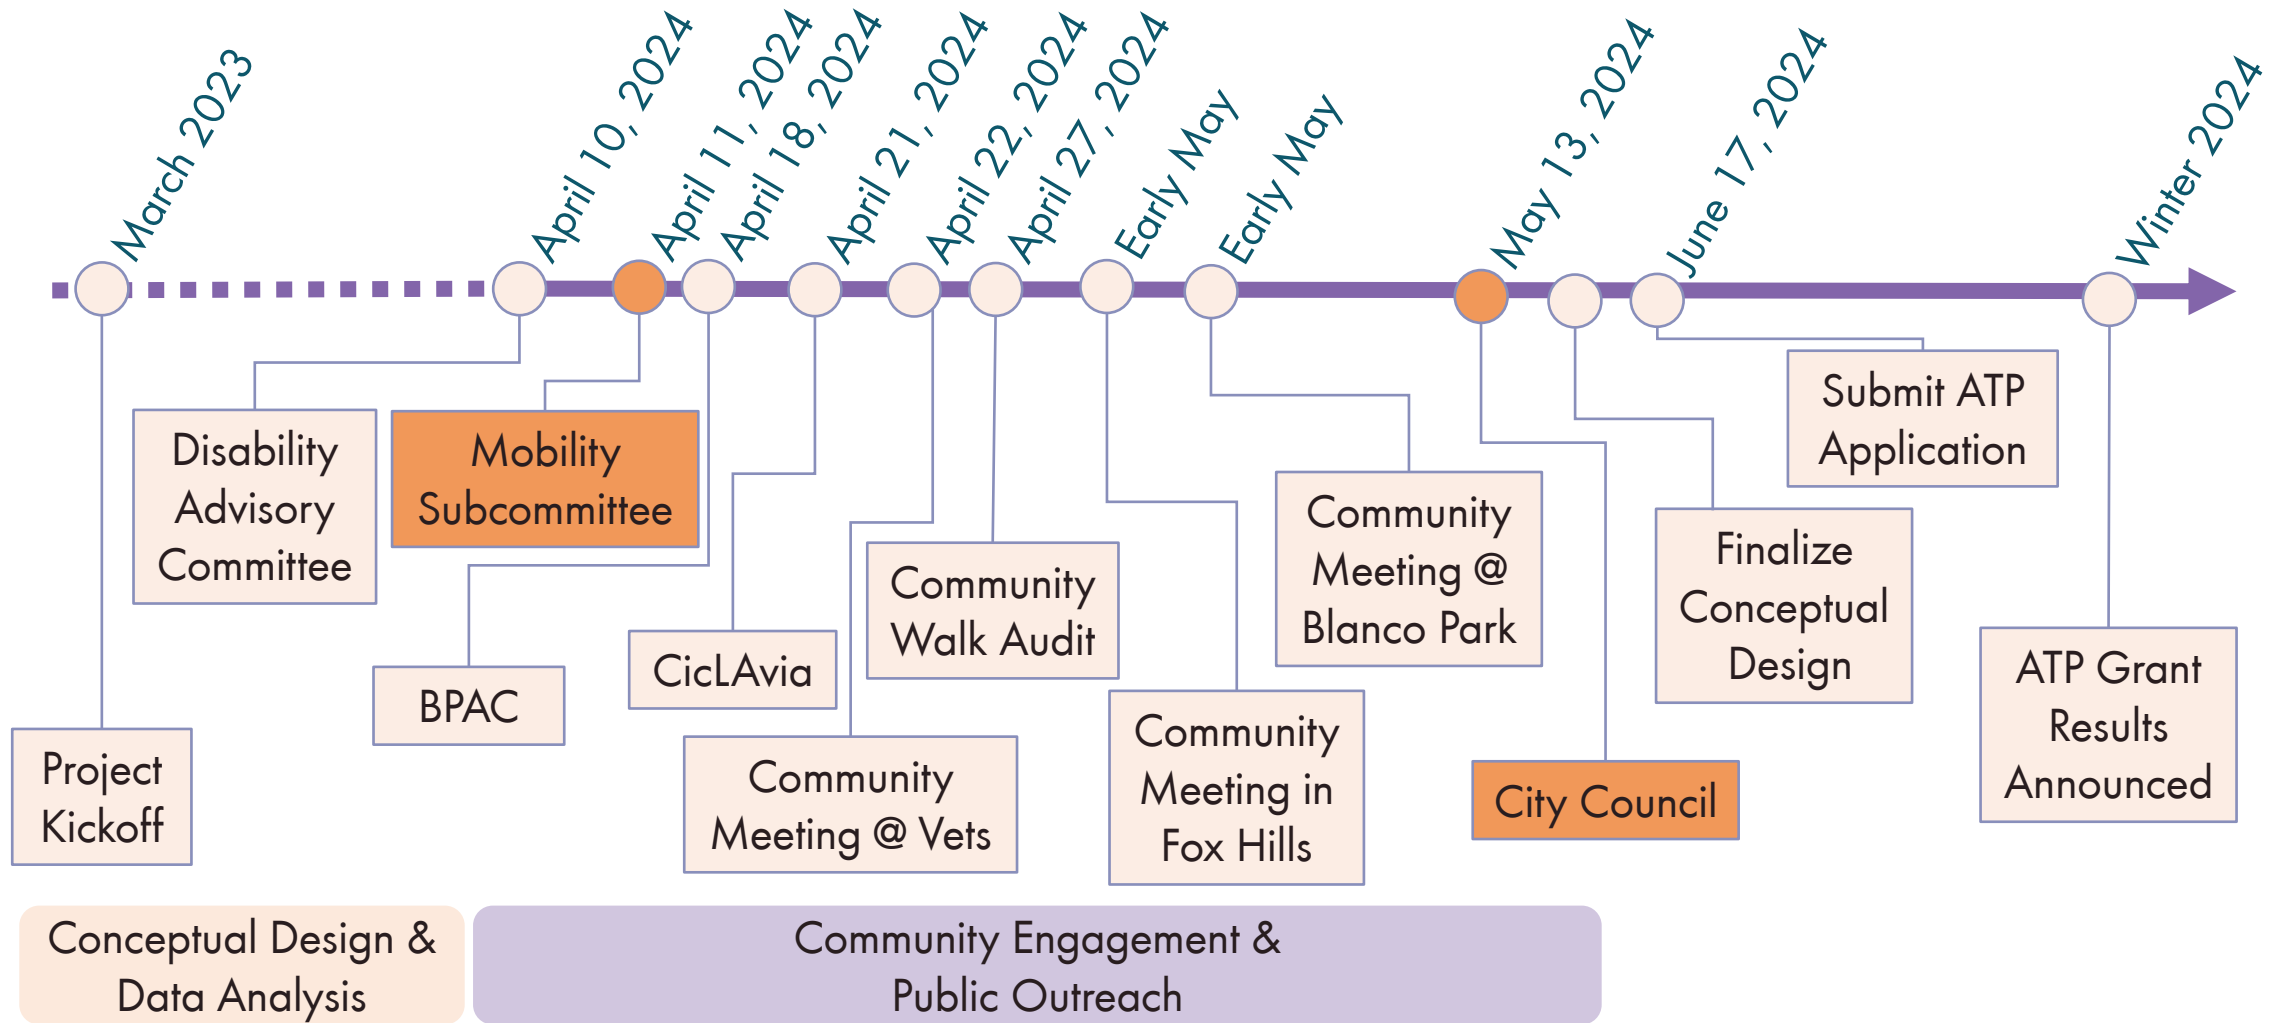 March 2023
April 10, 2024
April 11, 2024
April 18, 2024
April 21, 2024
April 22, 2024
April 27, 2024
Early May
Early May
May 13, 2024
June 17, 2024
Winter 2024
Project
Kickoff
Disability
Advisory
Committee
Mobility
Subcommittee
BPAC
CicLAvia
Community
Meeting @ Vets
Community
Walk Audit
Community
Meeting in
Fox Hills
Community
Meeting @
Blanco Park
City Council
Finalize
Conceptual
Design
Submit ATP
Application
ATP Grant
Results
Announced
Conceptual Design &
Data Analysis
Community Engagement &
Public Outreach